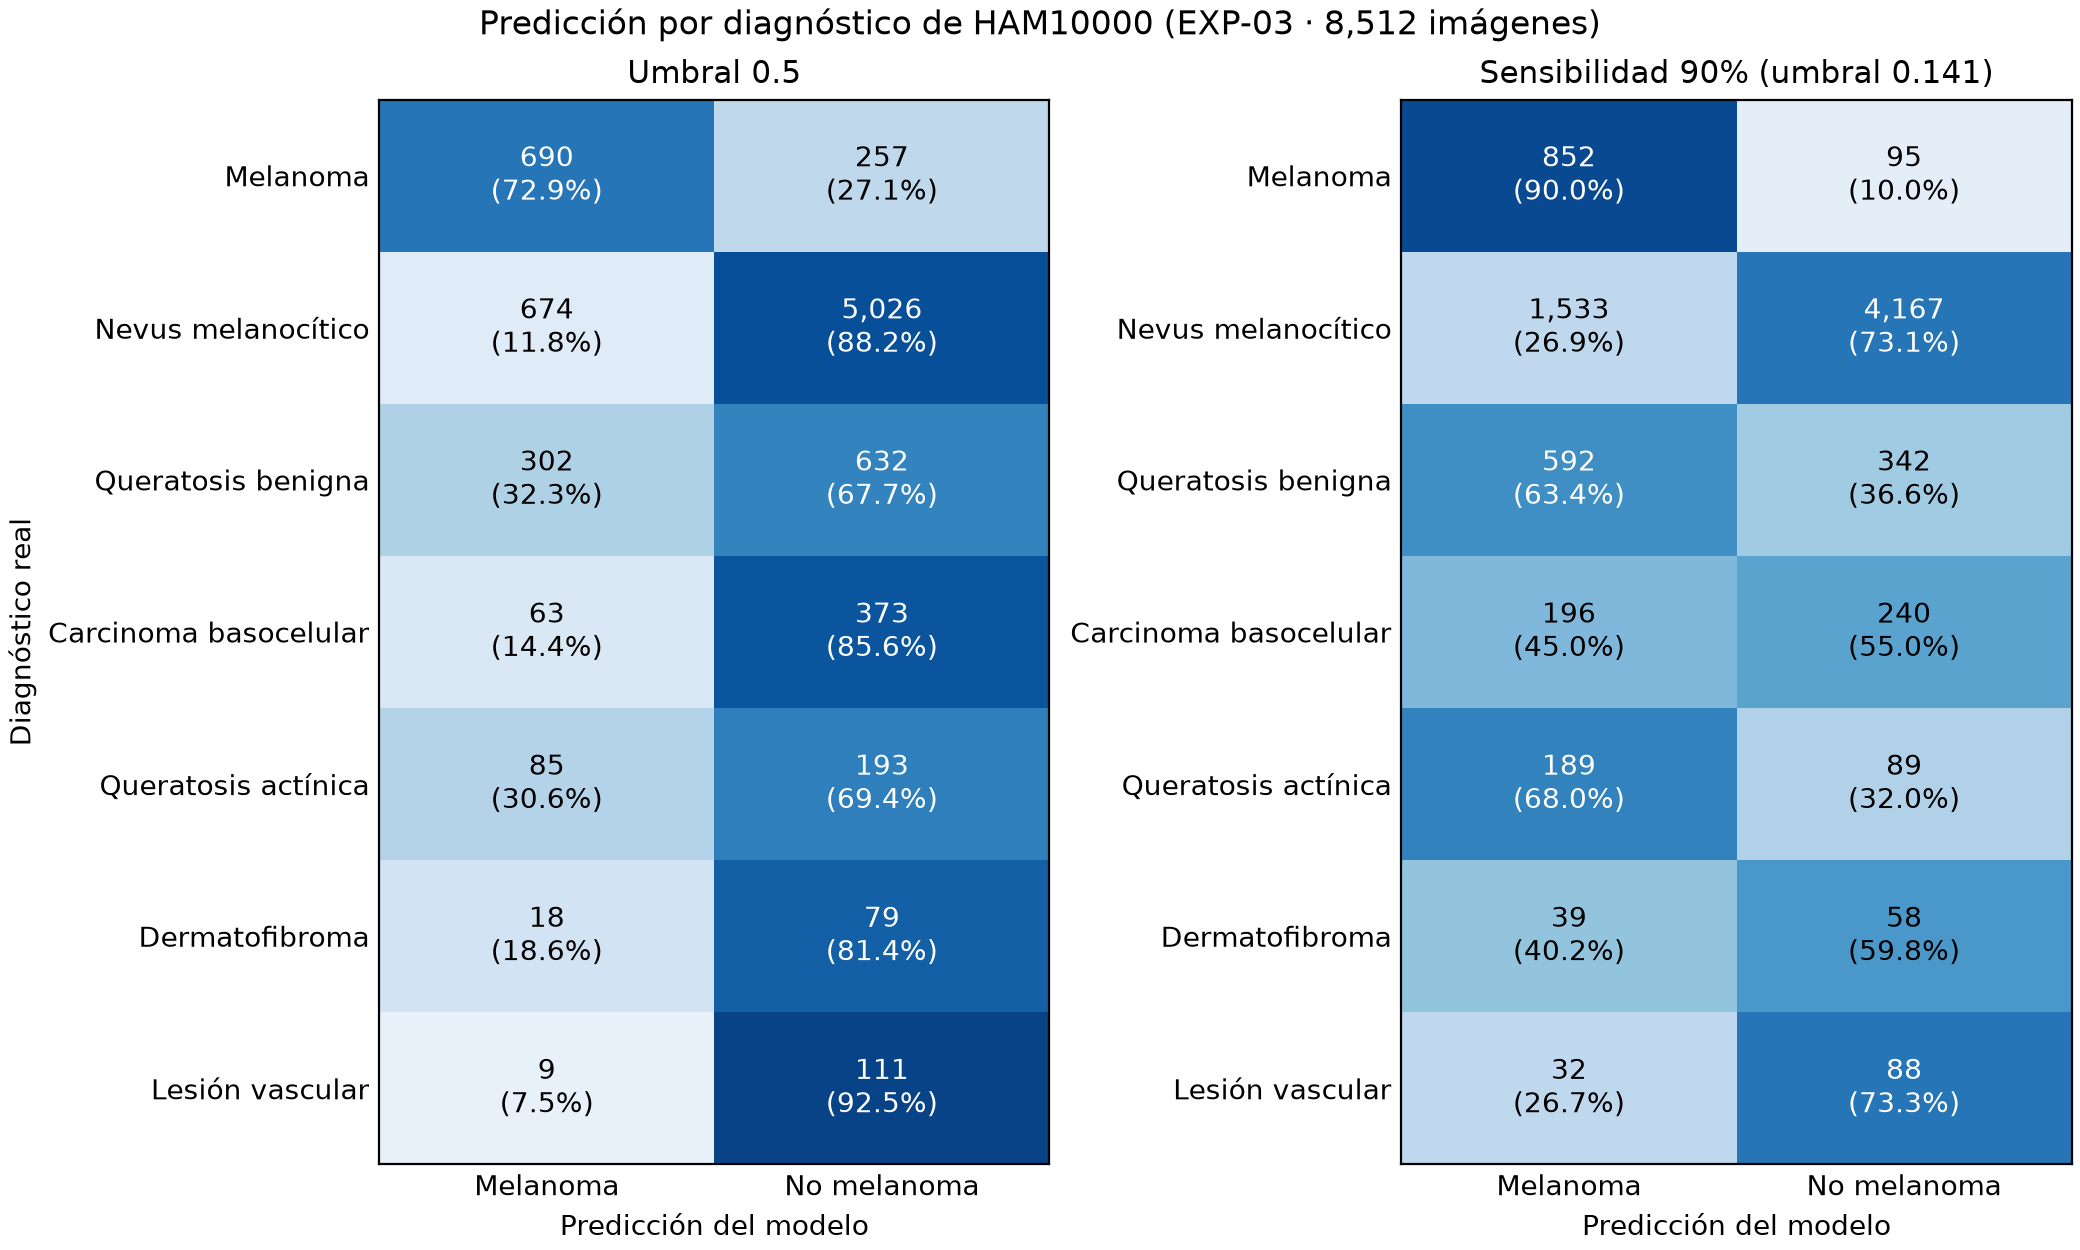 Predicción por diagnóstico de HAM10000 (EXP-03 · 8,512 imágenes)
Umbral 0.5
Diagnóstico real
Melanoma
690
(72.9%)
257
(27.1%)
Nevus melanocítico
674
(11.8%)
5,026
(88.2%)
Queratosis benigna
302
(32.3%)
632
(67.7%)
Carcinoma basocelular
63
(14.4%)
373
(85.6%)
Queratosis actínica
85
(30.6%)
193
(69.4%)
Dermatofibroma
18
(18.6%)
79
(81.4%)
Lesión vascular
9
(7.5%)
111
(92.5%)
Melanoma
No melanoma
Predicción del modelo
Sensibilidad 90% (umbral 0.141)
Melanoma
852
(90.0%)
95
(10.0%)
Nevus melanocítico
1,533
(26.9%)
4,167
(73.1%)
Queratosis benigna
592
(63.4%)
342
(36.6%)
Carcinoma basocelular
196
(45.0%)
240
(55.0%)
Queratosis actínica
189
(68.0%)
89
(32.0%)
Dermatofibroma
39
(40.2%)
58
(59.8%)
Lesión vascular
32
(26.7%)
88
(73.3%)
Melanoma
No melanoma
Predicción del modelo